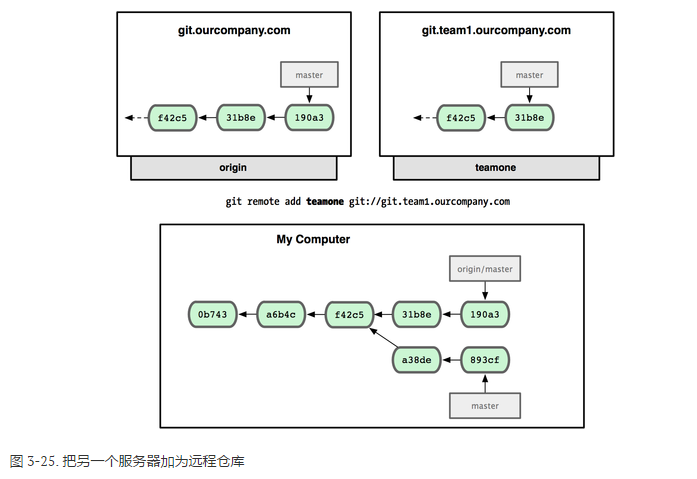 git.ourcompany.com
master
f42c5 31b8e 190a3
origin
git.team1.ourcompany.com
master
f42c5 31b8e
teamone
git remote add teamone git://git.team1.ourcompany.com
My Computer
origin/master
0b743 a6b4c f42c5 31b8e 190a3
a38de 893cf
master
图 3-25. 把另一个服务器加为远程仓库